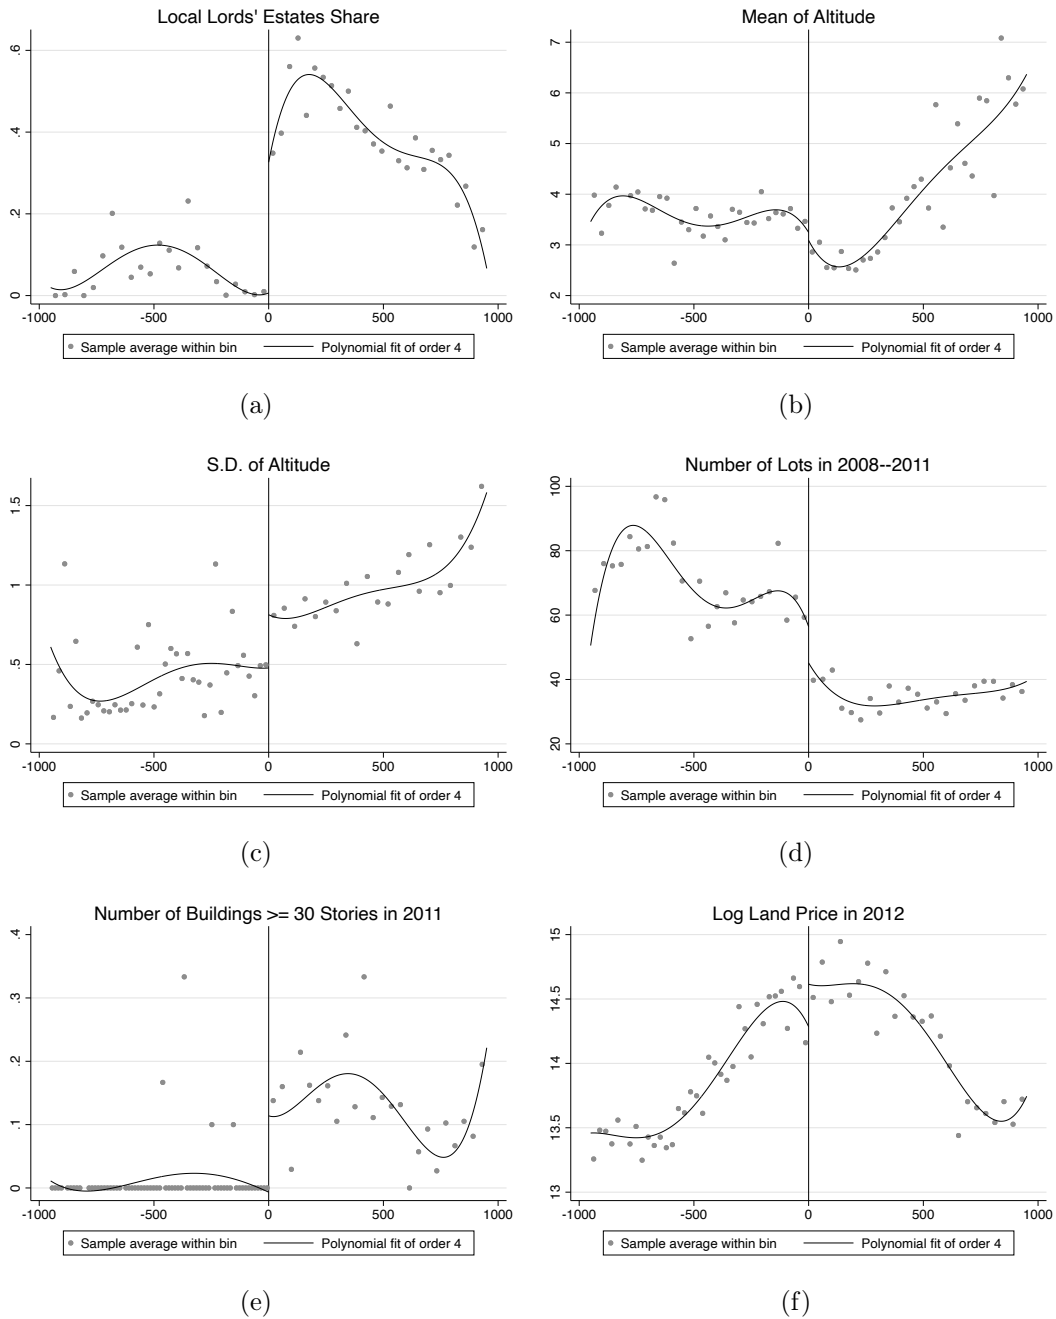 Local Lords' Estates Share
.6
.4
.2
0
-1000 -500 0 500 1000
Sample average within bin Polynomial fit of order 4
(a)
Mean of Altitude
7
6
5
4
3
2
-1000 -500 0 500 1000
Sample average within bin Polynomial fit of order 4
(b)
S.D. of Altitude
1.5
1
.5
0
-1000 -500 0 500 1000
Sample average within bin Polynomial fit of order 4
(c)
Number of Lots in 2008--2011
100
80
60
40
20
-1000 -500 0 500 1000
Sample average within bin Polynomial fit of order 4
(d)
Number of Buildings >= 30 Stories in 2011
.4
.3
.2
.1
0
-1000 -500 0 500 1000
Sample average within bin Polynomial fit of order 4
(e)
Log Land Price in 2012
15
14.5
14
13.5
13
-1000 -500 0 500 1000
Sample average within bin Polynomial fit of order 4
(f)